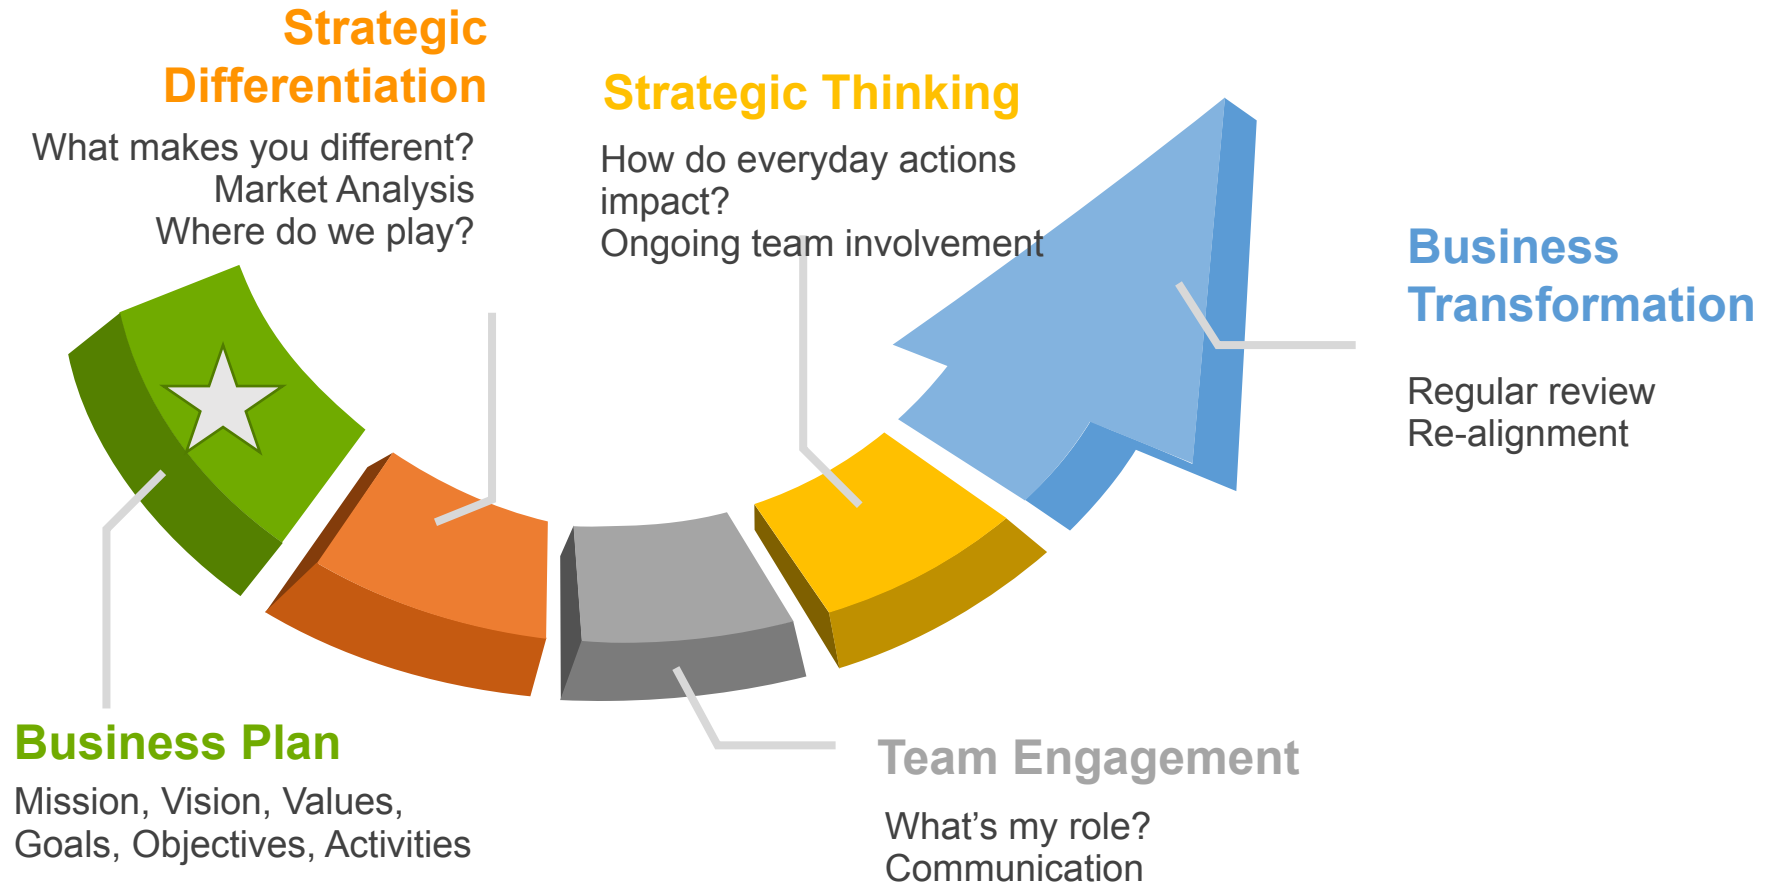 Strategic
Differentiation
What makes you different?
Market Analysis
Where do we play?
Strategic Thinking
How do everyday actions
impact?
Ongoing team involvement
Business
Transformation
Regular review
Re-alignment
Business Plan
Mission, Vision, Values,
Goals, Objectives, Activities
Team Engagement
What’s my role?
Communication